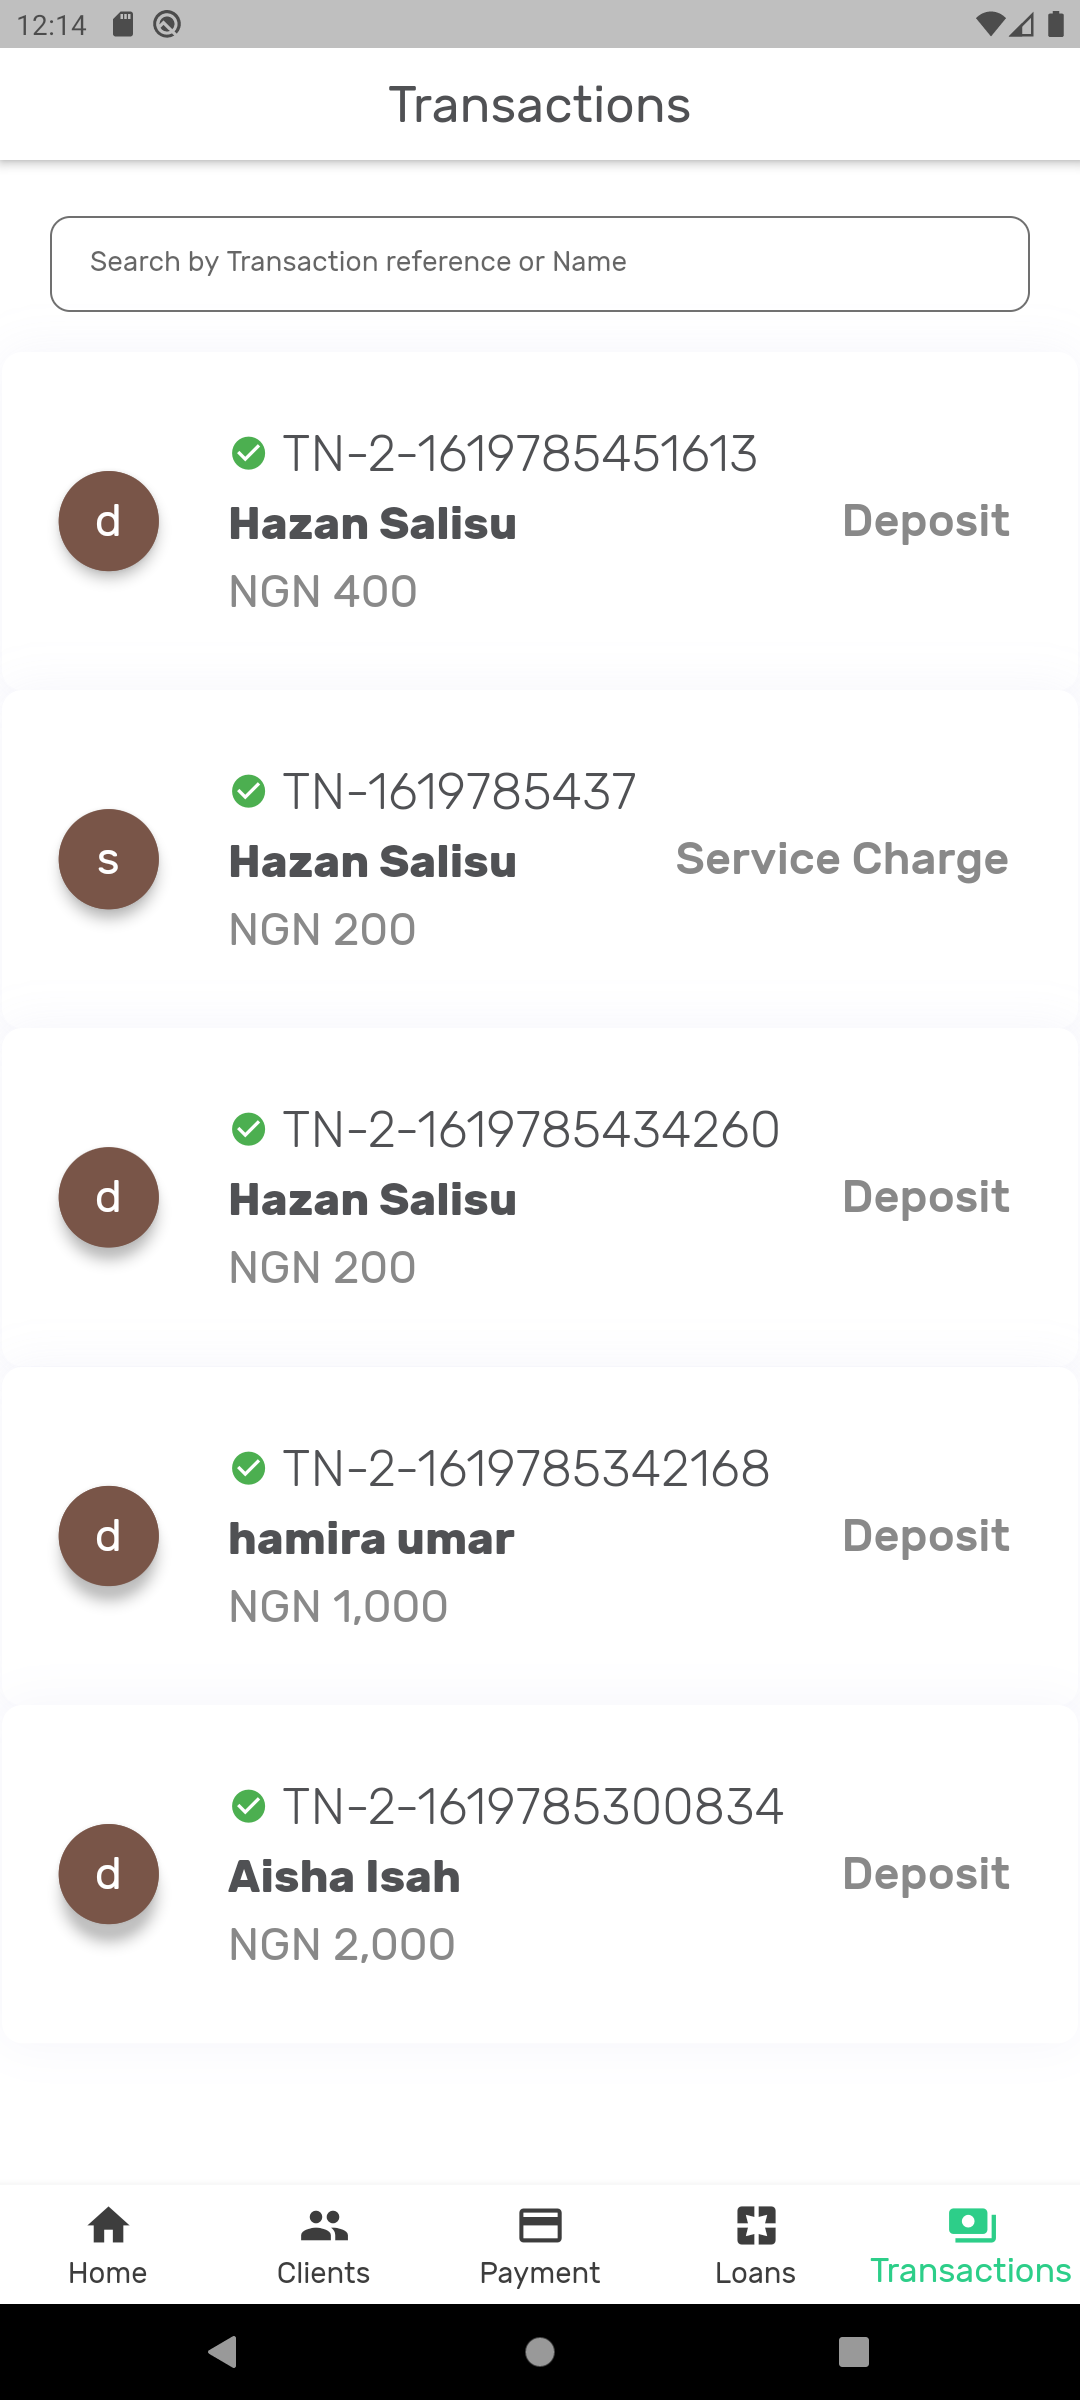 12:14
Transactions
Search by Transaction reference or Name
TN-2-1619785451613
d
Hazan Salisu
Deposit
NGN 400
TN-1619785437
s
Hazan Salisu
Service Charge
NGN 200
TN-2-1619785434260
d
Hazan Salisu
Deposit
NGN 200
TN-2-1619785342168
d
hamira umar
Deposit
NGN 1,000
TN-2-1619785300834
d
Aisha Isah
Deposit
NGN 2,000
Home
Clients
Payment
Loans
Transactions